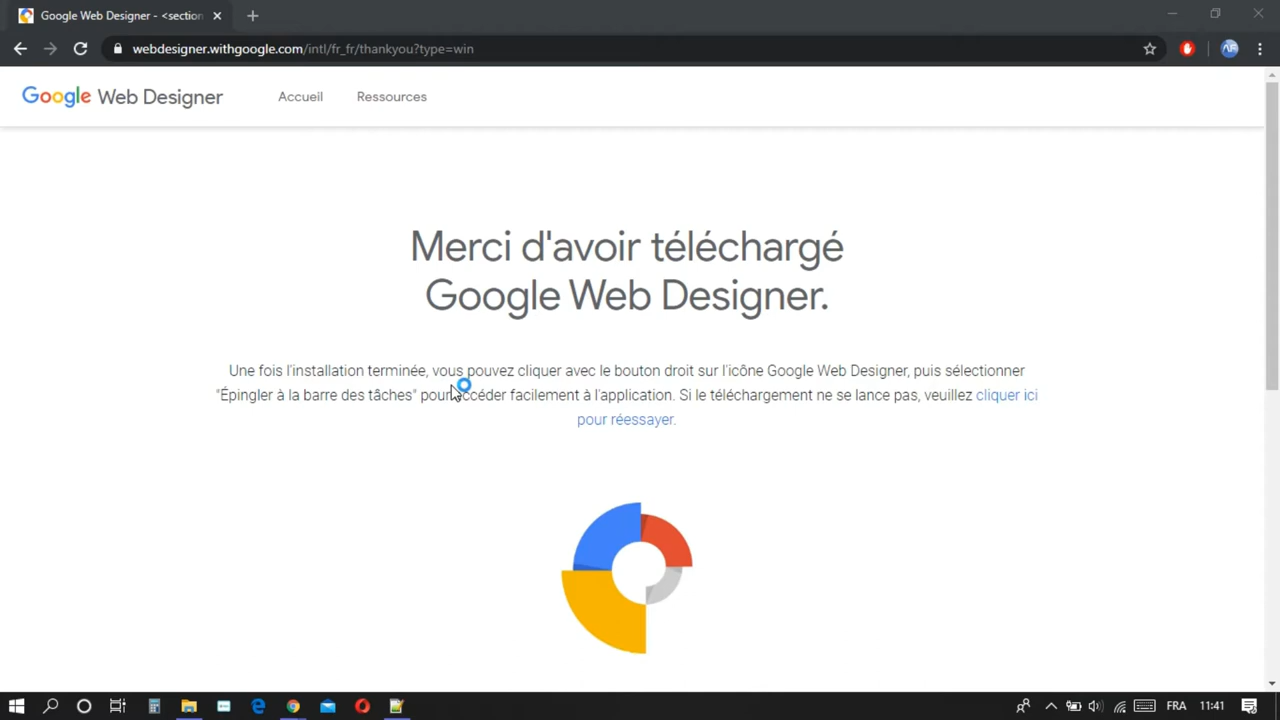 Google Web Designer - <section
webdesigner.withgoogle.com/intl/fr_fr/thankyou?type=win
Google Web Designer
Accueil
Ressources
Merci d'avoir téléchargé
Google Web Designer.
Une fois l'installation terminée, vous pouvez cliquer avec le bouton droit sur l'icône Google Web Designer, puis sélectionner
"Épingler à la barre des tâches" pour accéder facilement à l'application. Si le téléchargement ne se lance pas, veuillez cliquer ici
pour réessayer.
FRA
11:41